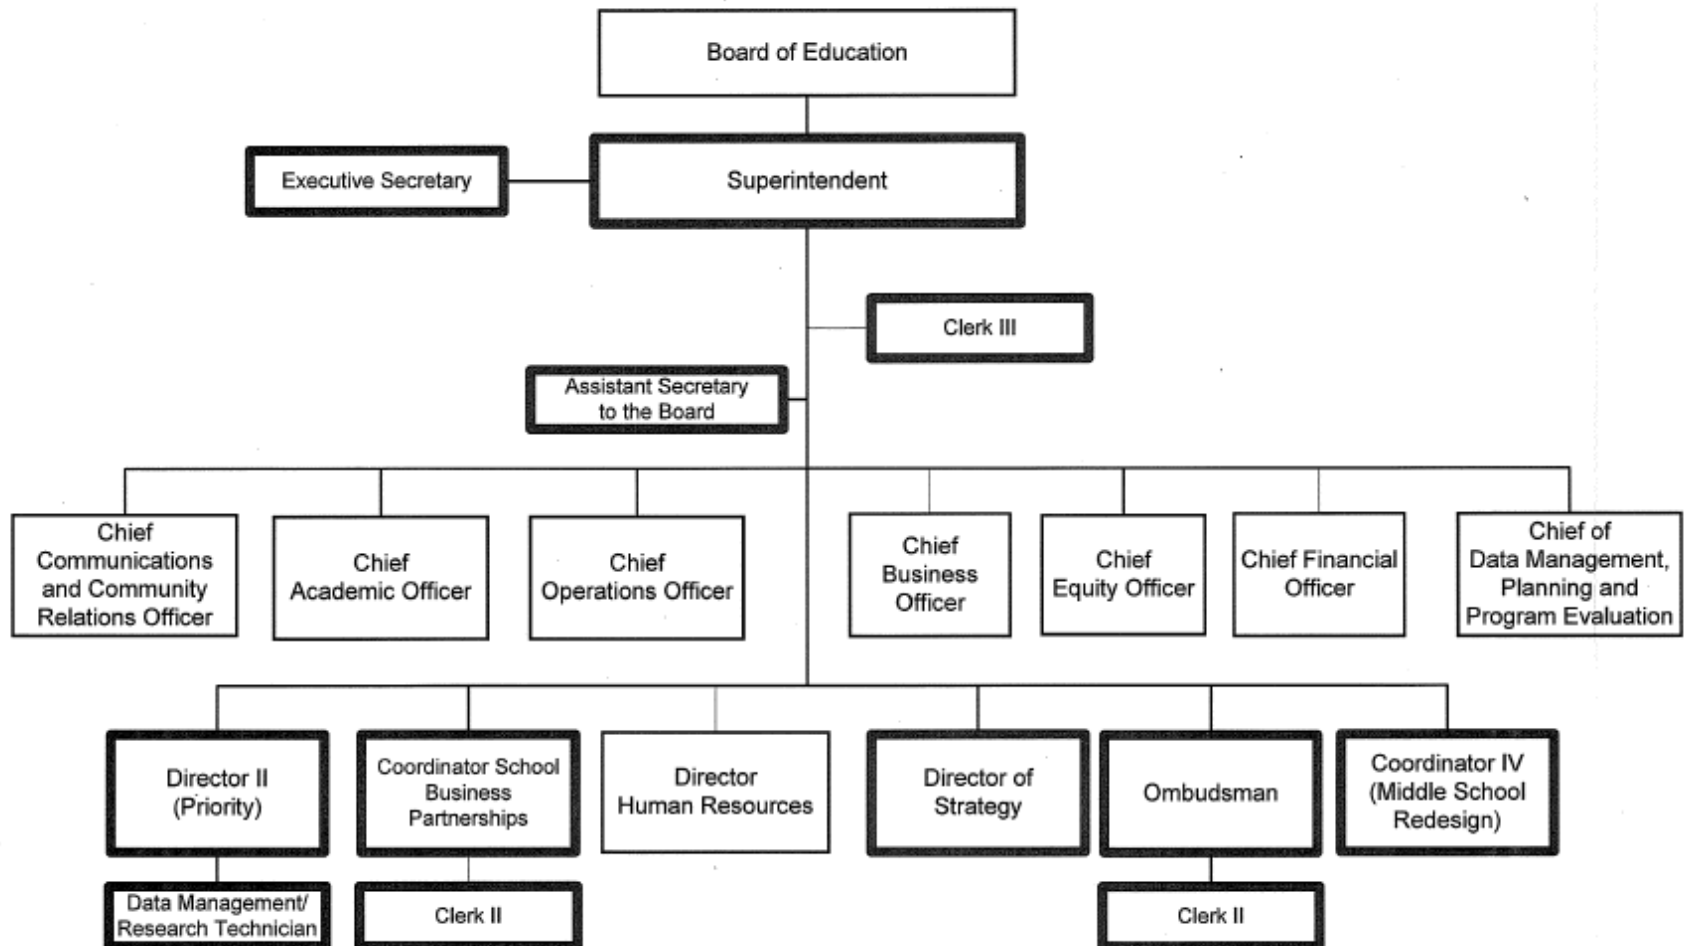 Board of Education
Executive Secretary
Superintendent
Clerk III
Assistant Secretary
to the Board
Chief
Communications
and Community
Relations Officer
Chief
Academic Officer
Chief
Operations Officer
Chief
Business
Officer
Chief
Equity Officer
Chief Financial
Officer
Chief of
Data Management,
Planning and
Program Evaluation
Director II
(Priority)
Coordinator School
Business
Partnerships
Director
Human Resources
Director of
Strategy
Ombudsman
Coordinator IV
(Middle School
Redesign)
Data Management/
Research Technician
Clerk II
Clerk II